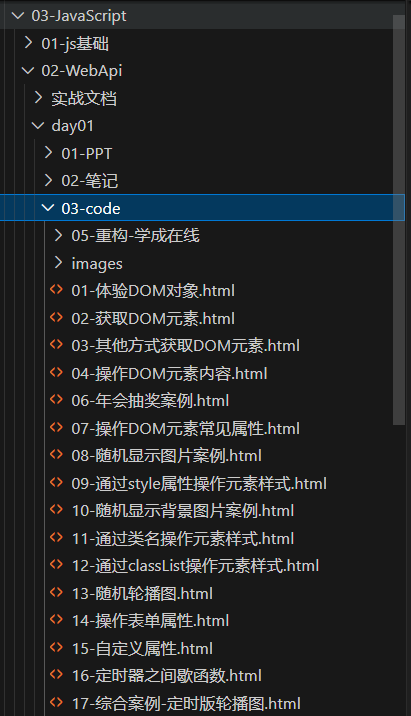 03-JavaScript
01-js基础
02-WebApi
实战文档
day01
01-PPT
02-笔记
03-code
05-重构-学成在线
images
01-体验DOM对象.html
02-获取DOM元素.html
03-其他方式获取DOM元素.html
04-操作DOM元素内容.html
06-年会抽奖案例.html
07-操作DOM元素常见属性.html
08-随机显示图片案例.html
09-通过style属性操作元素样式.html
10-随机显示背景图片案例.html
11-通过类名操作元素样式.html
12-通过classList操作元素样式.html
13-随机轮播图.html
14-操作表单属性.html
15-自定义属性.html
16-定时器之间歇函数.html
17-综合案例-定时版轮播图.html